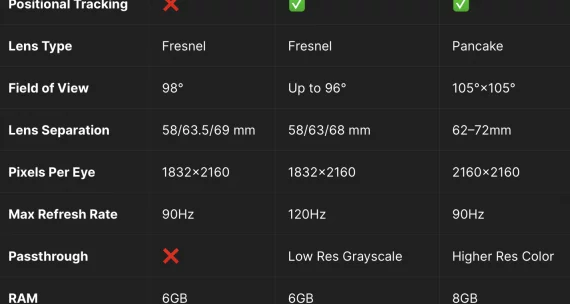 Positional Tracking ❌ ✅ ✅
Lens Type Fresnel Fresnel Pancake
Field of View 98° Up to 96° 105°×105°
Lens Separation 58/63.5/69 mm 58/63/68 mm 62–72mm
Pixels Per Eye 1832×2160 1832×2160 2160×2160
Max Refresh Rate 90Hz 120Hz 90Hz
Passthrough ❌ Low Res Grayscale Higher Res Color
RAM 6GB 6GB 8GB